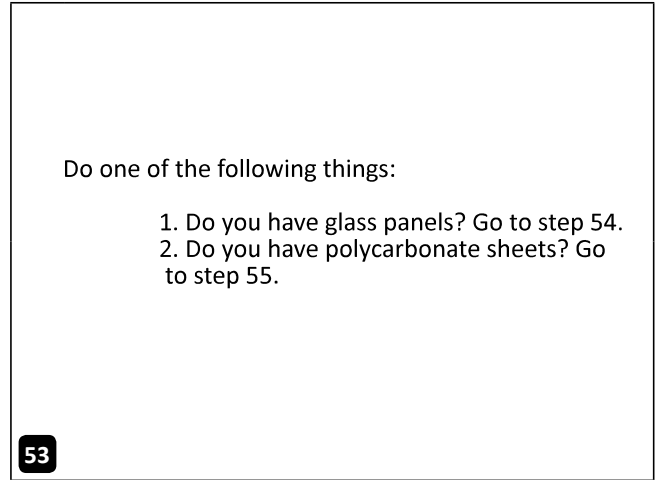 Do one of the following things:
1. Do you have glass panels? Go to step 54.
2. Do you have polycarbonate sheets? Go
to step 55.
53